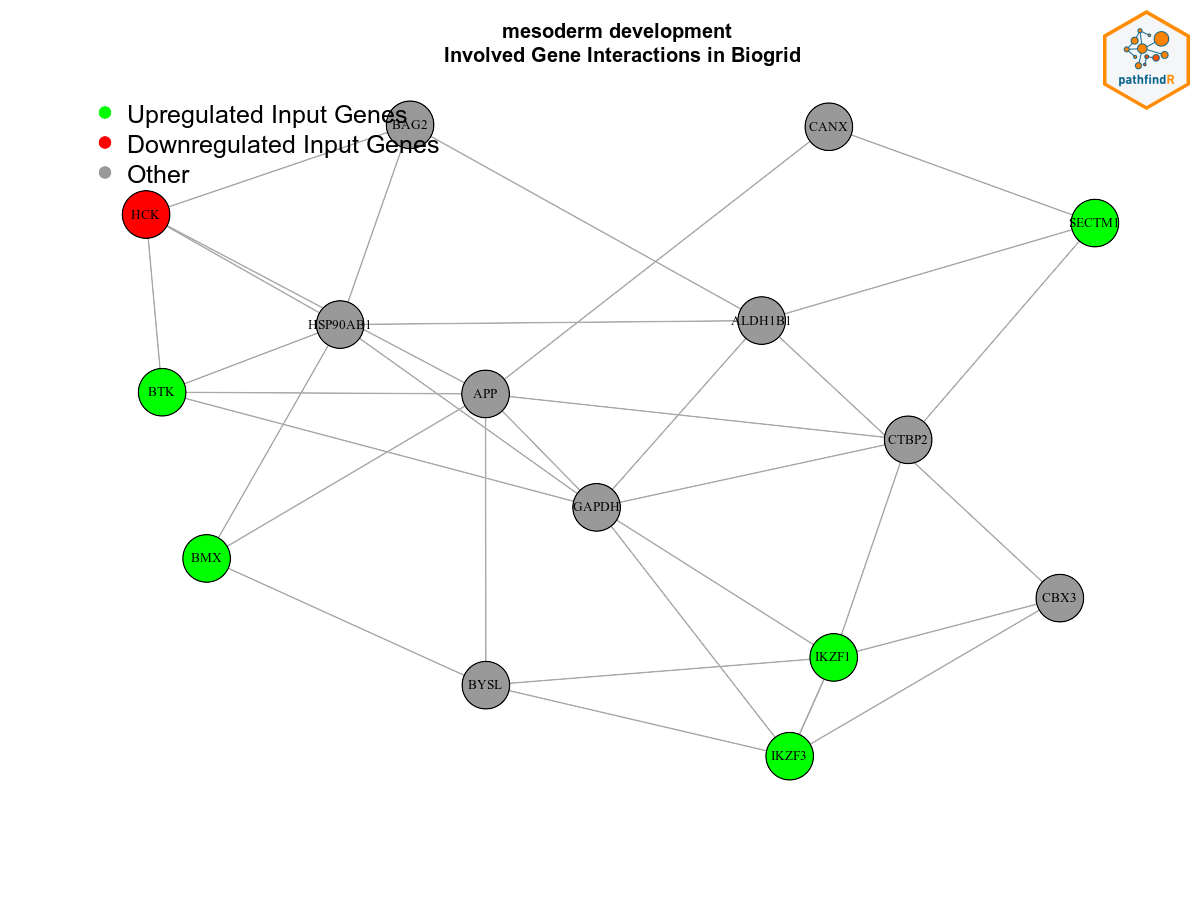 mesoderm development
Involved Gene Interactions in Biogrid
pathfindR
Upregulated Input Genes
Downregulated Input Genes
Other
BAG2
CANX
HCK
SECTM1
HSP90AB1
ALDH1B1
BTK
APP
CTBP2
GAPDH
BMX
CBX3
IKZF1
BYSL
IKZF3